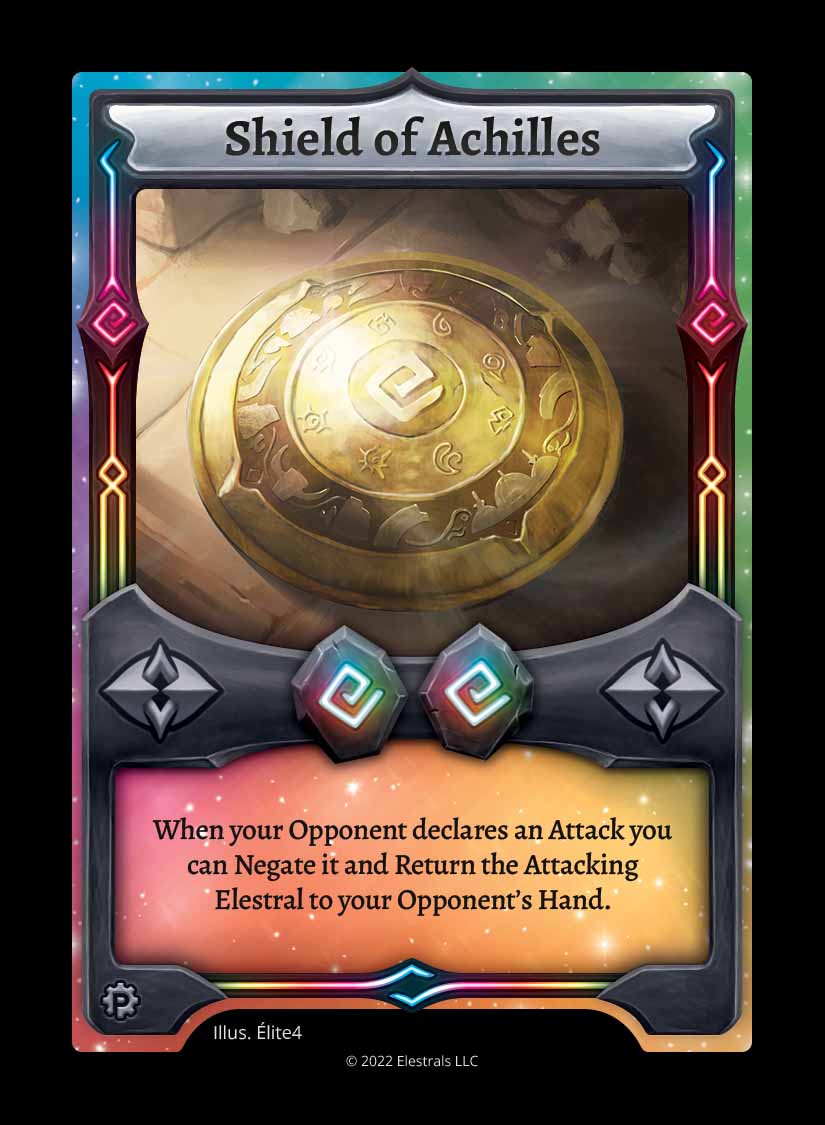 Shield of Achilles
When your Opponent declares an Attack you
can Negate it and Return the Attacking
Elestral to your Opponent’s Hand.
P
Illus. Élite4
© 2022 Elestrals LLC